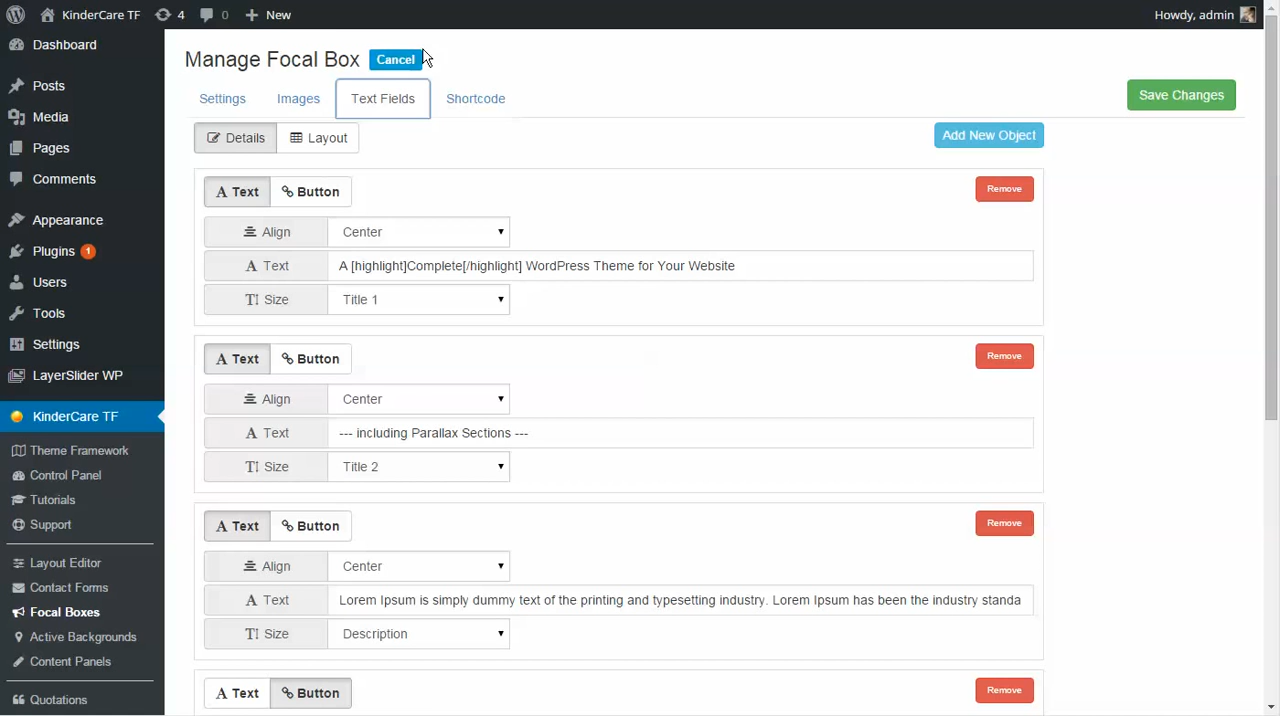 KinderCare TF 4 0 New Howdy, admin
Dashboard
Posts
Media
Pages
Comments
Appearance
Plugins 1
Users
Tools
Settings
LayerSlider WP
KinderCare TF
Theme Framework
Control Panel
Tutorials
Support
Layout Editor
Contact Forms
Focal Boxes
Active Backgrounds
Content Panels
Quotations
Manage Focal Box Cancel
Settings Images Text Fields Shortcode Save Changes
Details Layout Add New Object
A Text Button Remove
Align Center
A Text A [highlight]Complete[/highlight] WordPress Theme for Your Website
T! Size Title 1
A Text Button Remove
Align Center
A Text --- including Parallax Sections ---
T! Size Title 2
A Text Button Remove
Align Center
A Text Lorem Ipsum is simply dummy text of the printing and typesetting industry. Lorem Ipsum has been the industry standa
T! Size Description
A Text Button Remove